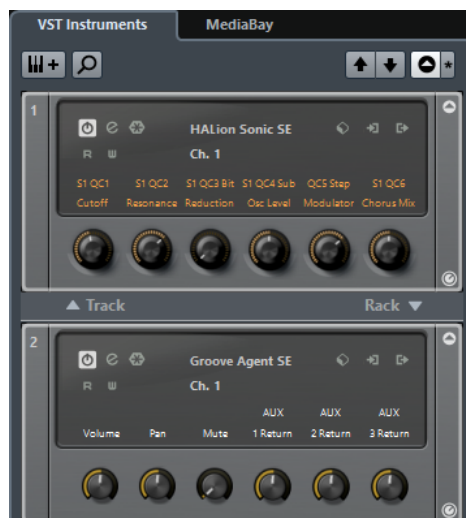 VST Instruments MediaBay
+ *
1
e HALion Sonic SE
R W Ch. 1
S1 QC1 S1 QC2 S1 QC3 Bit S1 QC4 Sub QC5 Step S1 QC6
Cutoff Resonance Reduction Osc Level Modulator Chorus Mix
Track Rack
2
e Groove Agent SE
R W Ch. 1
AUX AUX AUX
Volume Pan Mute 1 Return 2 Return 3 Return